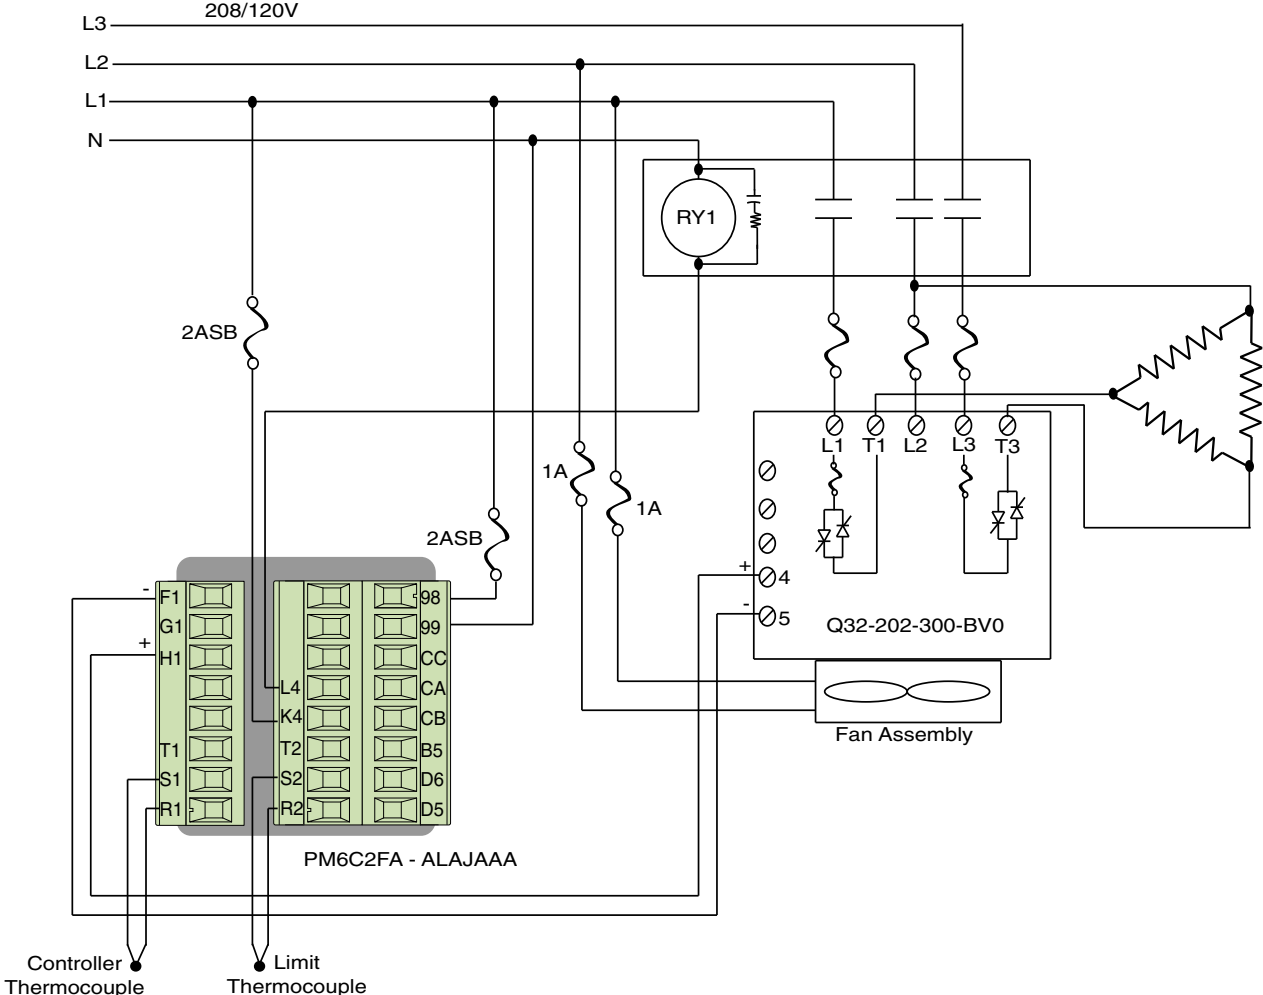 208/120V
L3
L2
L1
N
RY1
2ASB
1A
1A
2ASB
L1 T1 L2 L3 T3
+
4
-
5
Q32-202-300-BV0
Fan Assembly
-
F1
G1
+
H1
T1
S1
R1
L4
K4
T2
S2
R2
98
99
CC
CA
CB
B5
D6
D5
PM6C2FA - ALAJAAA
Controller
Thermocouple
Limit
Thermocouple